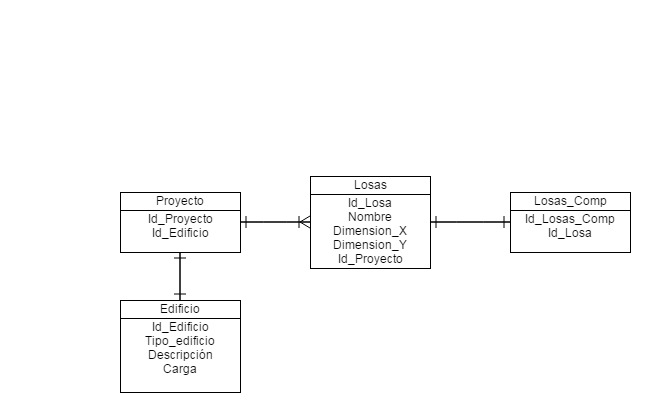 Proyecto
Id_Proyecto
Id_Edificio
Losas
Id_Losa
Nombre
Dimension_X
Dimension_Y
Id_Proyecto
Losas_Comp
Id_Losas_Comp
Id_Losa
Edificio
Id_Edificio
Tipo_edificio
Descripción
Carga